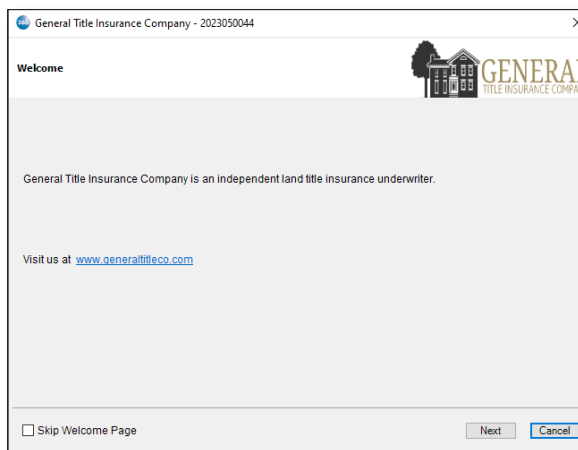 General Title Insurance Company - 2023050044
Welcome
GENERAL
TITLE INSURANCE COMPA
General Title Insurance Company is an independent land title insurance underwriter.
Visit us at www.generaltitleco.com
Skip Welcome Page
Next
Cancel